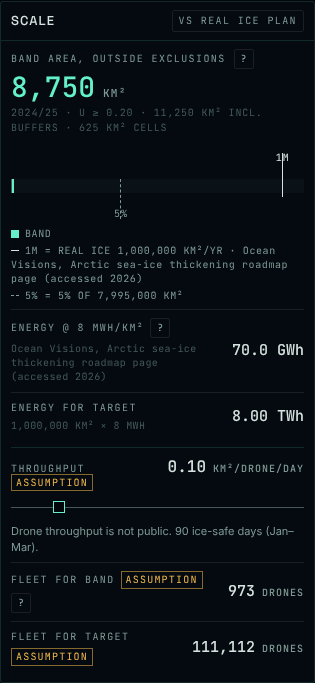 SCALE
VS REAL ICE PLAN
BAND AREA, OUTSIDE EXCLUSIONS ?
8,750 KM²
2024/25 · U ≥ 0.20 · 11,250 KM² INCL.
BUFFERS · 625 KM² CELLS
1M
5%
BAND
1M = REAL ICE 1,000,000 KM²/YR · Ocean
Visions, Arctic sea-ice thickening roadmap
page (accessed 2026)
5% = 5% OF 7,995,000 KM²
ENERGY @ 8 MWH/KM² ?
Ocean Visions, Arctic sea-ice
thickening roadmap page
(accessed 2026)
70.0 GWh
ENERGY FOR TARGET
1,000,000 KM² × 8 MWH
8.00 TWh
THROUGHPUT
ASSUMPTION
0.10 KM²/DRONE/DAY
Drone throughput is not public. 90 ice-safe days (Jan–
Mar).
FLEET FOR BAND ASSUMPTION
?
973 DRONES
FLEET FOR TARGET
ASSUMPTION
111,112 DRONES